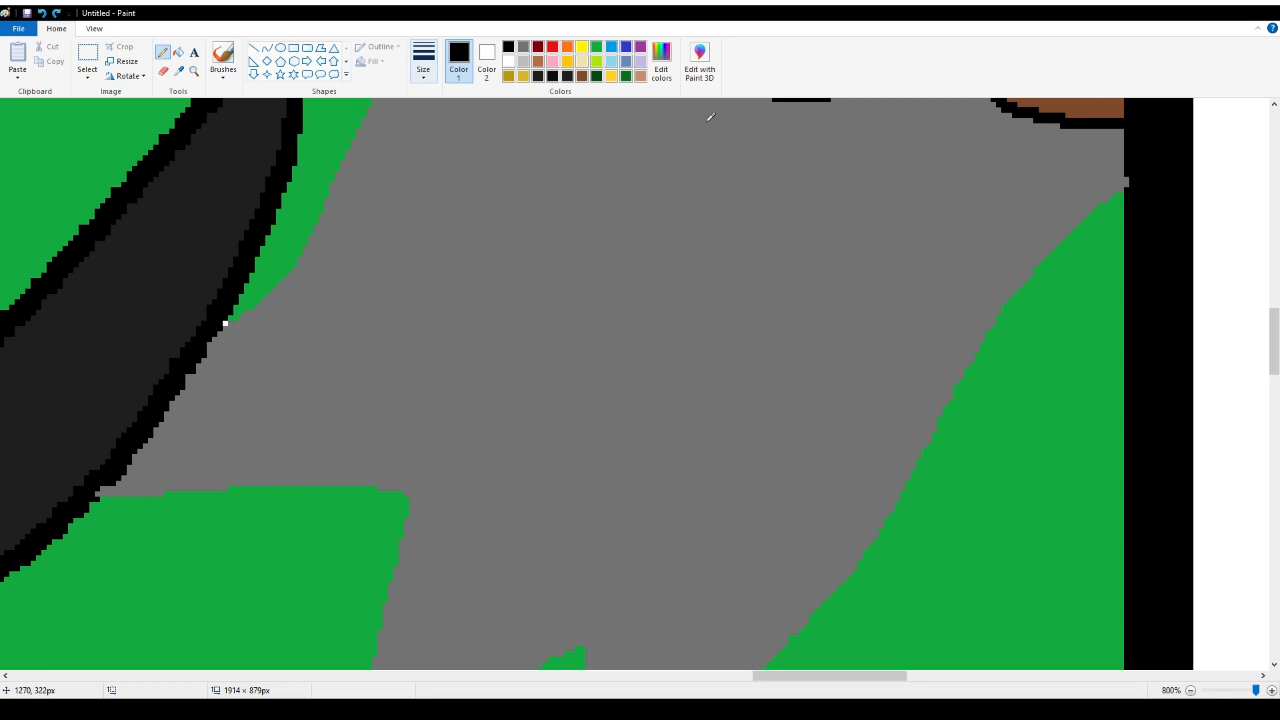 Untitled - Paint
File Home View
Paste Cut Copy Clipboard
Select Crop Resize Rotate Image
A Tools
Brushes
Outline Fill Shapes
Size
Color 1 Color 2 Edit colors Colors
Edit with Paint 3D
1270, 322px 1914 × 879px 800%